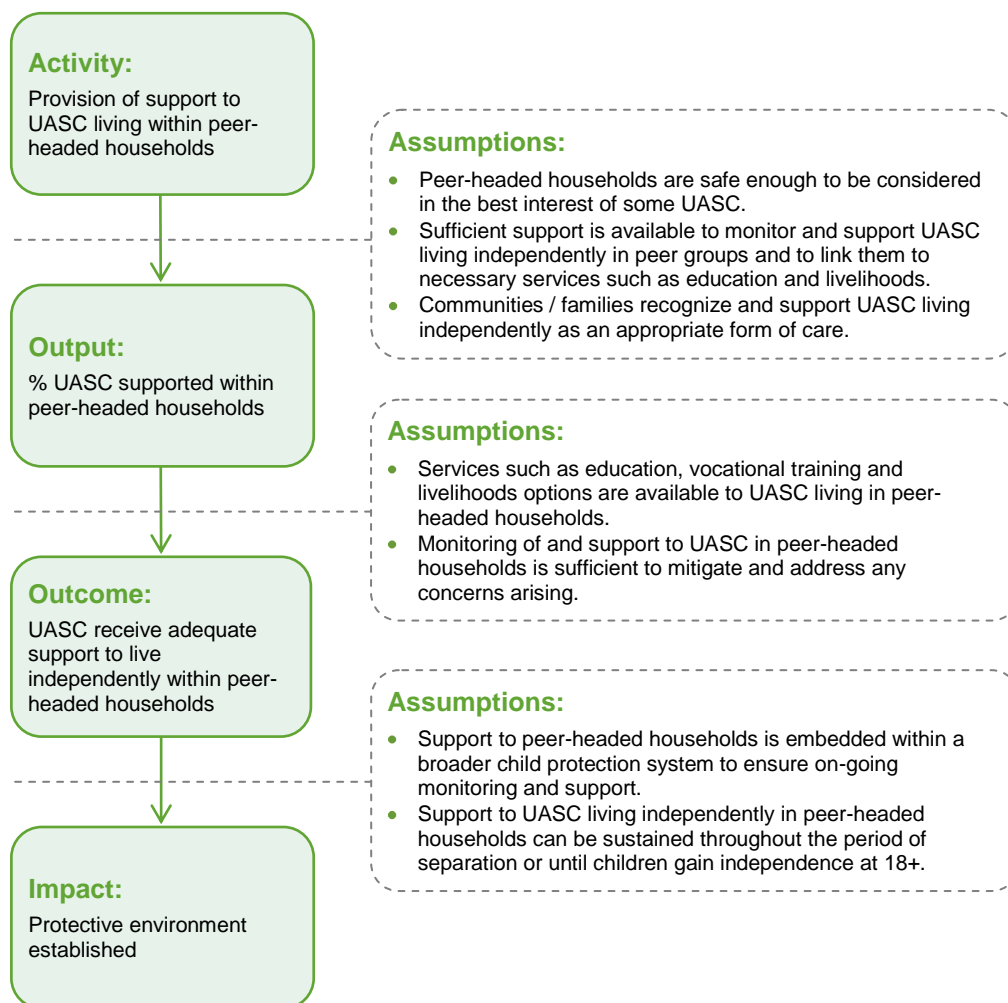 Activity:
Provision of support to
UASC living within peer-
headed households
Assumptions:
• Peer-headed households are safe enough to be considered
in the best interest of some UASC.
• Sufficient support is available to monitor and support UASC
living independently in peer groups and to link them to
necessary services such as education and livelihoods.
• Communities / families recognize and support UASC living
independently as an appropriate form of care.
Output:
% UASC supported within
peer-headed households
Assumptions:
• Services such as education, vocational training and
livelihoods options are available to UASC living in peer-
headed households.
• Monitoring of and support to UASC in peer-headed
households is sufficient to mitigate and address any
concerns arising.
Outcome:
UASC receive adequate
support to live
independently within peer-
headed households
Assumptions:
• Support to peer-headed households is embedded within a
broader child protection system to ensure on-going
monitoring and support.
• Support to UASC living independently in peer-headed
households can be sustained throughout the period of
separation or until children gain independence at 18+.
Impact:
Protective environment
established